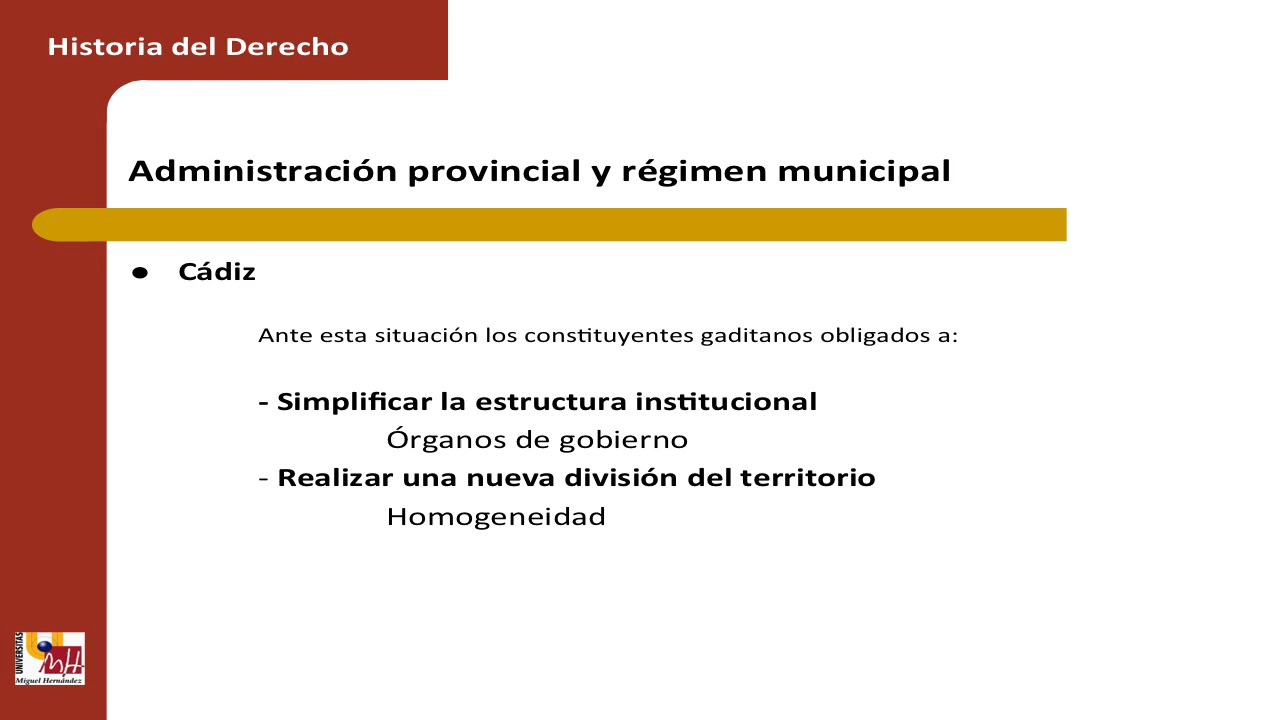 Historia del Derecho
Administración provincial y régimen municipal
● Cádiz
Ante esta situación los constituyentes gaditanos obligados a:
- Simplificar la estructura institucional
Órganos de gobierno
- Realizar una nueva división del territorio
Homogeneidad
UNIVERSITAS
MH
Miguel Hernández